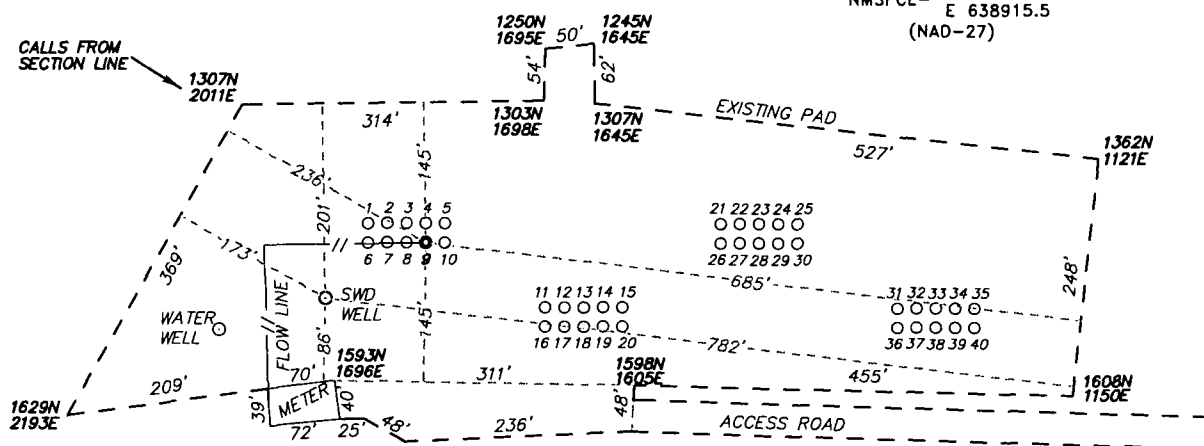 NMSPCE- E 638915.5
(NAD-27)
CALLS FROM
SECTION LINE
1307N
2011E
1250N
1695E
50'
1245N
1645E
54'
62'
314'
1303N
1698E
1307N
1645E
EXISTING PAD
527'
1362N
1121E
236'
201'
145'
1 2 3 4 5
6 7 8 9 10
21 22 23 24 25
26 27 28 29 30
173'
369'
FLOW LINE
SWD
WELL
WATER
WELL
86'
145'
685'
248'
11 12 13 14 15
16 17 18 19 20
31 32 33 34 35
36 37 38 39 40
782'
1593N
1696E
311'
1598N
1605E
455'
1608N
1150E
1629N
2193E
209'
70'
METER
39'
40'
72'
25'
48'
236'
48'
ACCESS ROAD